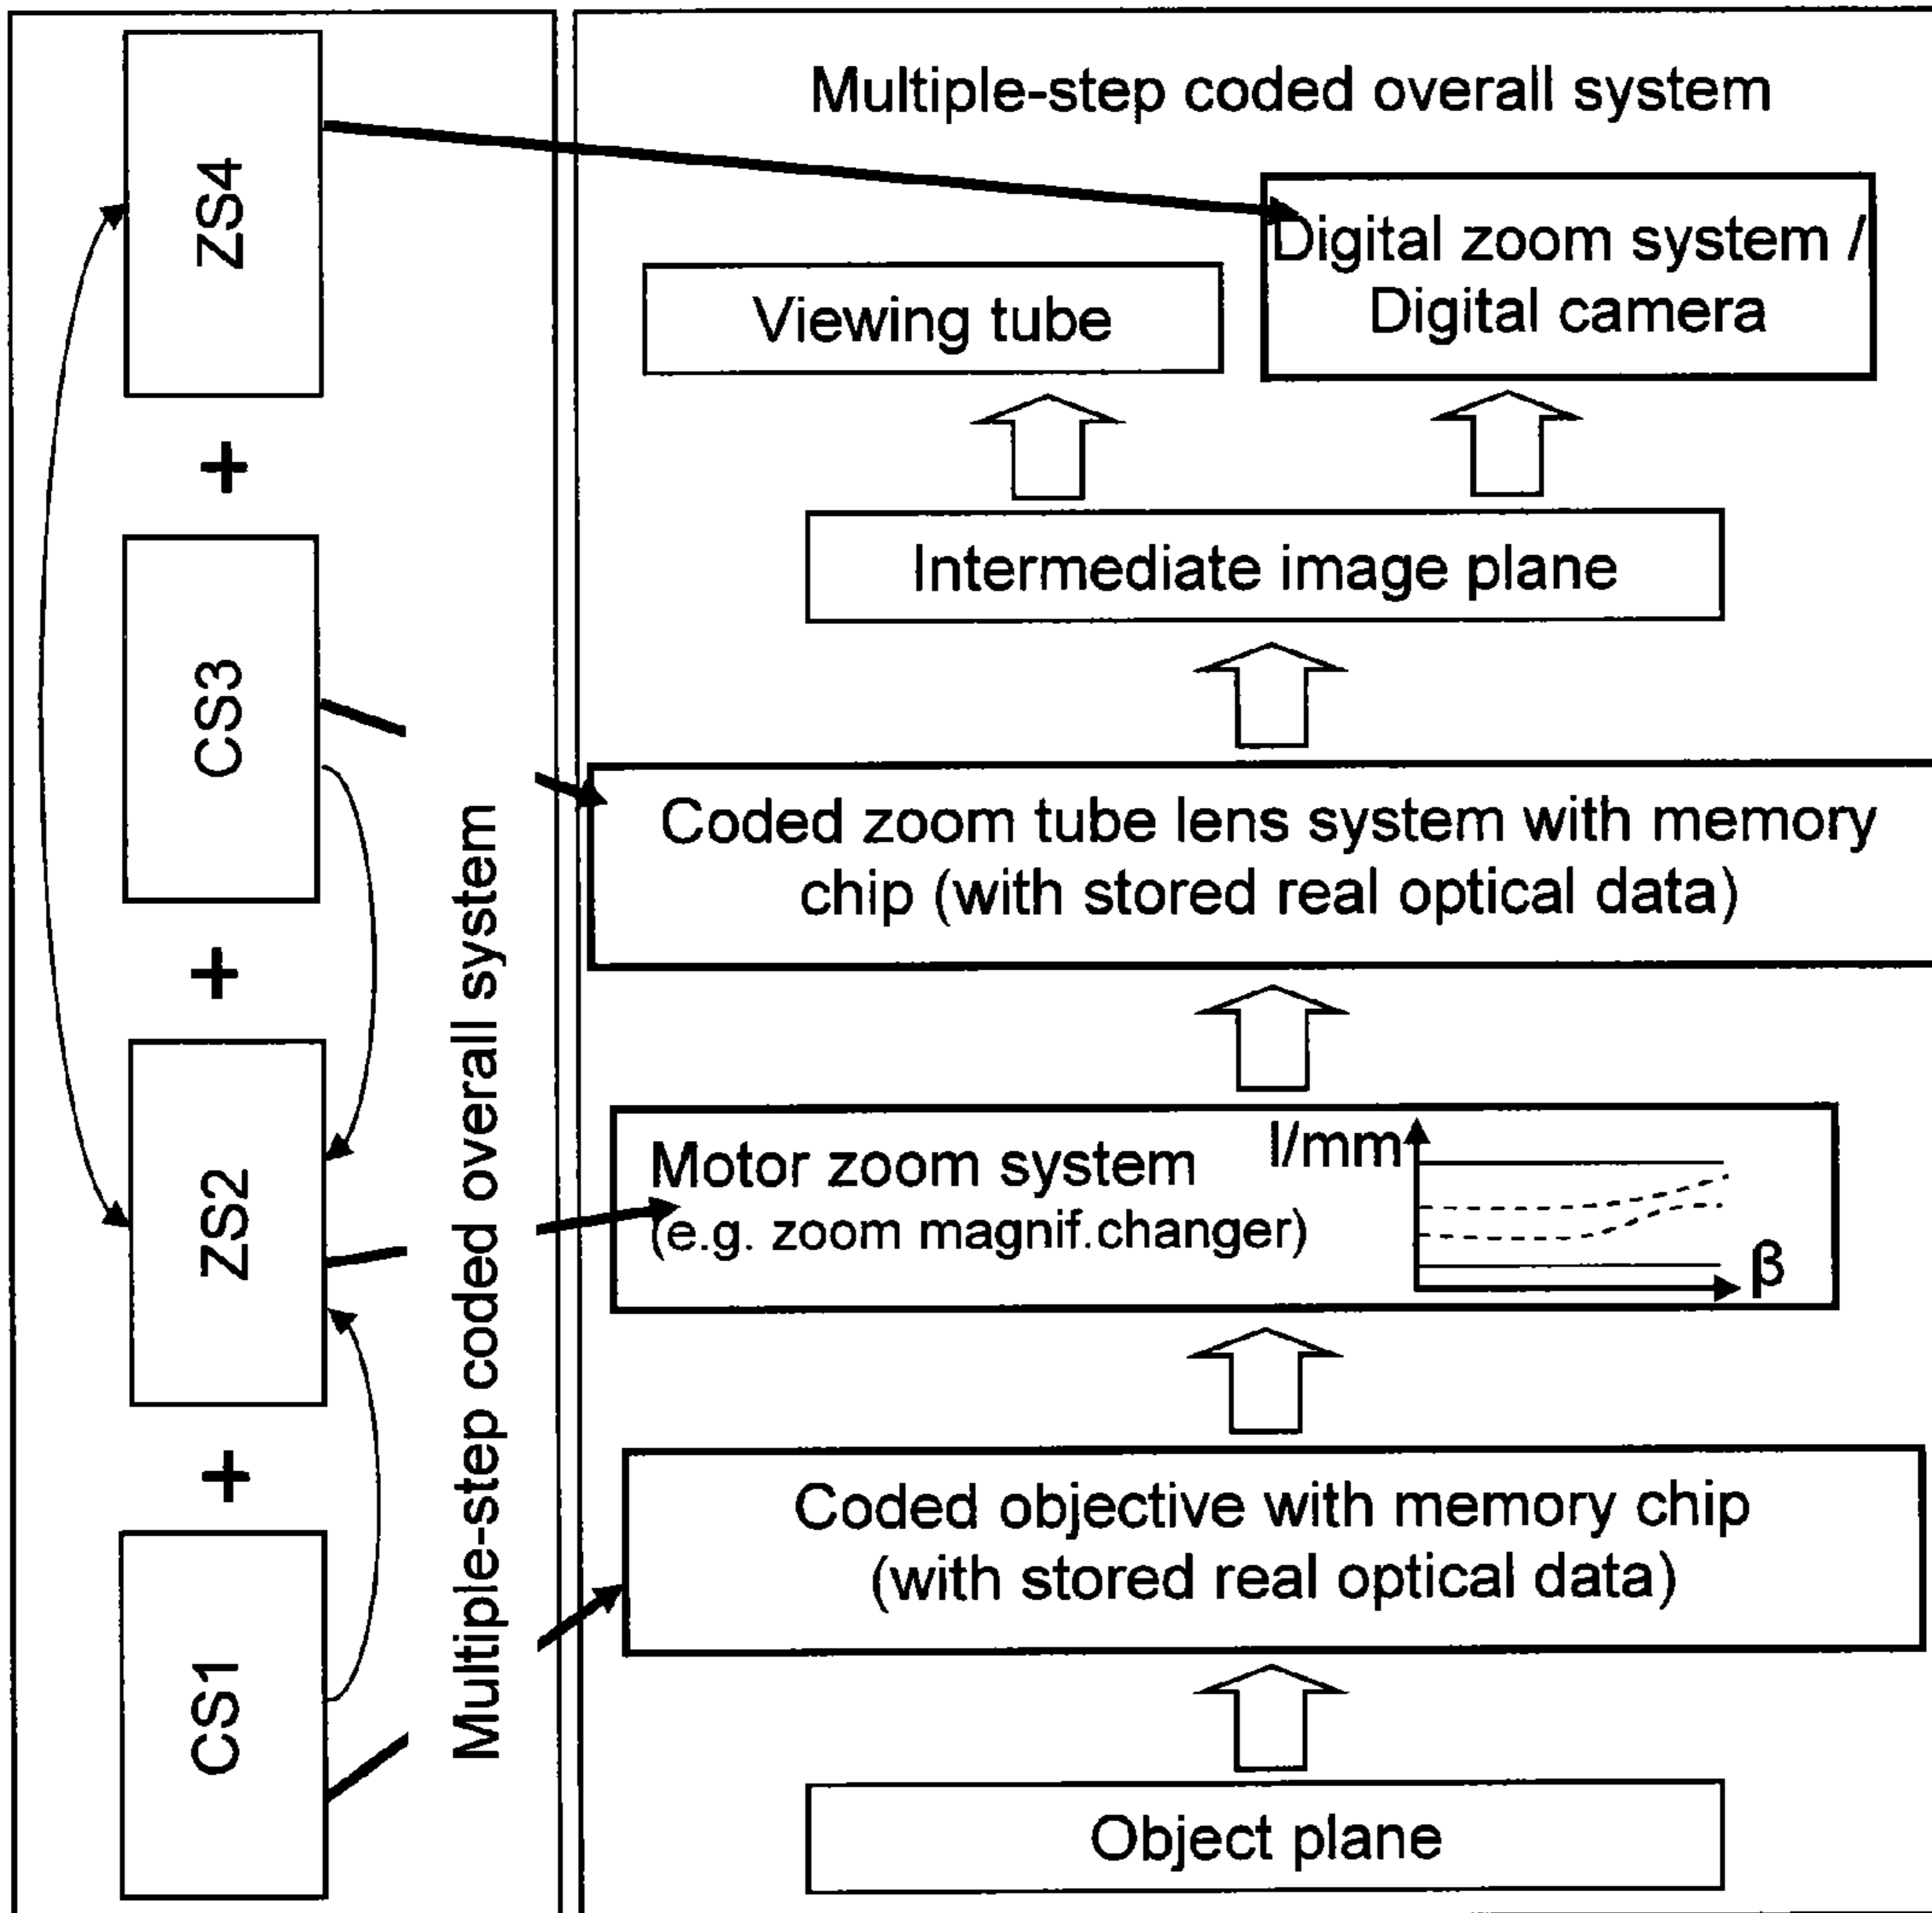 ZS4
+
CS3
+
ZS2
+
CS1
Multiple-step coded overall system
Multiple-step coded overall system
Digital zoom system /
Digital camera
Viewing tube
Intermediate image plane
Coded zoom tube lens system with memory
chip (with stored real optical data)
Motor zoom system
(e.g. zoom magnif.changer)
l/mm
β
Coded objective with memory chip
(with stored real optical data)
Object plane